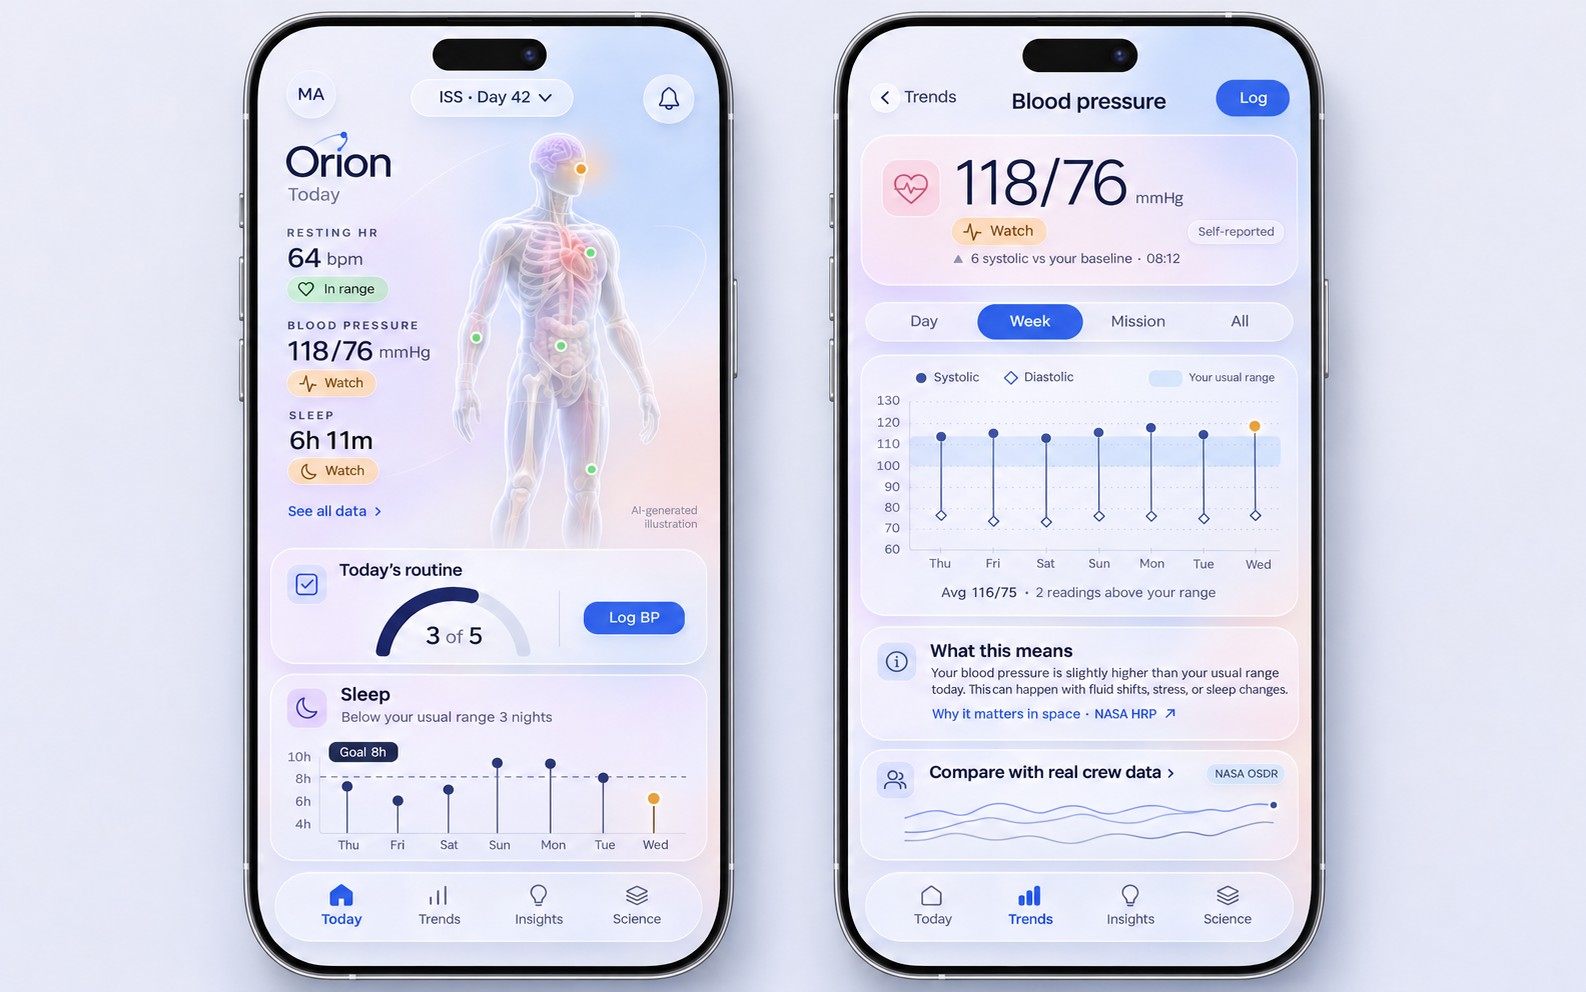 MA
ISS · Day 42
Orion
Today
RESTING HR
64 bpm
In range
BLOOD PRESSURE
118/76 mmHg
Watch
SLEEP
6h 11m
Watch
See all data
AI-generated
illustration
Today's routine
3 of 5
Log BP
Sleep
Below your usual range 3 nights
Goal 8h
10h
8h
6h
4h
Thu Fri Sat Sun Mon Tue Wed
Today Trends Insights Science
Trends
Blood pressure
Log
118/76 mmHg
Watch
Self-reported
▲ 6 systolic vs your baseline · 08:12
Day Week Mission All
Systolic Diastolic Your usual range
130
120
110
100
90
80
70
60
Thu Fri Sat Sun Mon Tue Wed
Avg 116/75 · 2 readings above your range
What this means
Your blood pressure is slightly higher than your usual range
today. This can happen with fluid shifts, stress, or sleep changes.
Why it matters in space · NASA HRP ↗
Compare with real crew data
NASA OSDR
Today Trends Insights Science